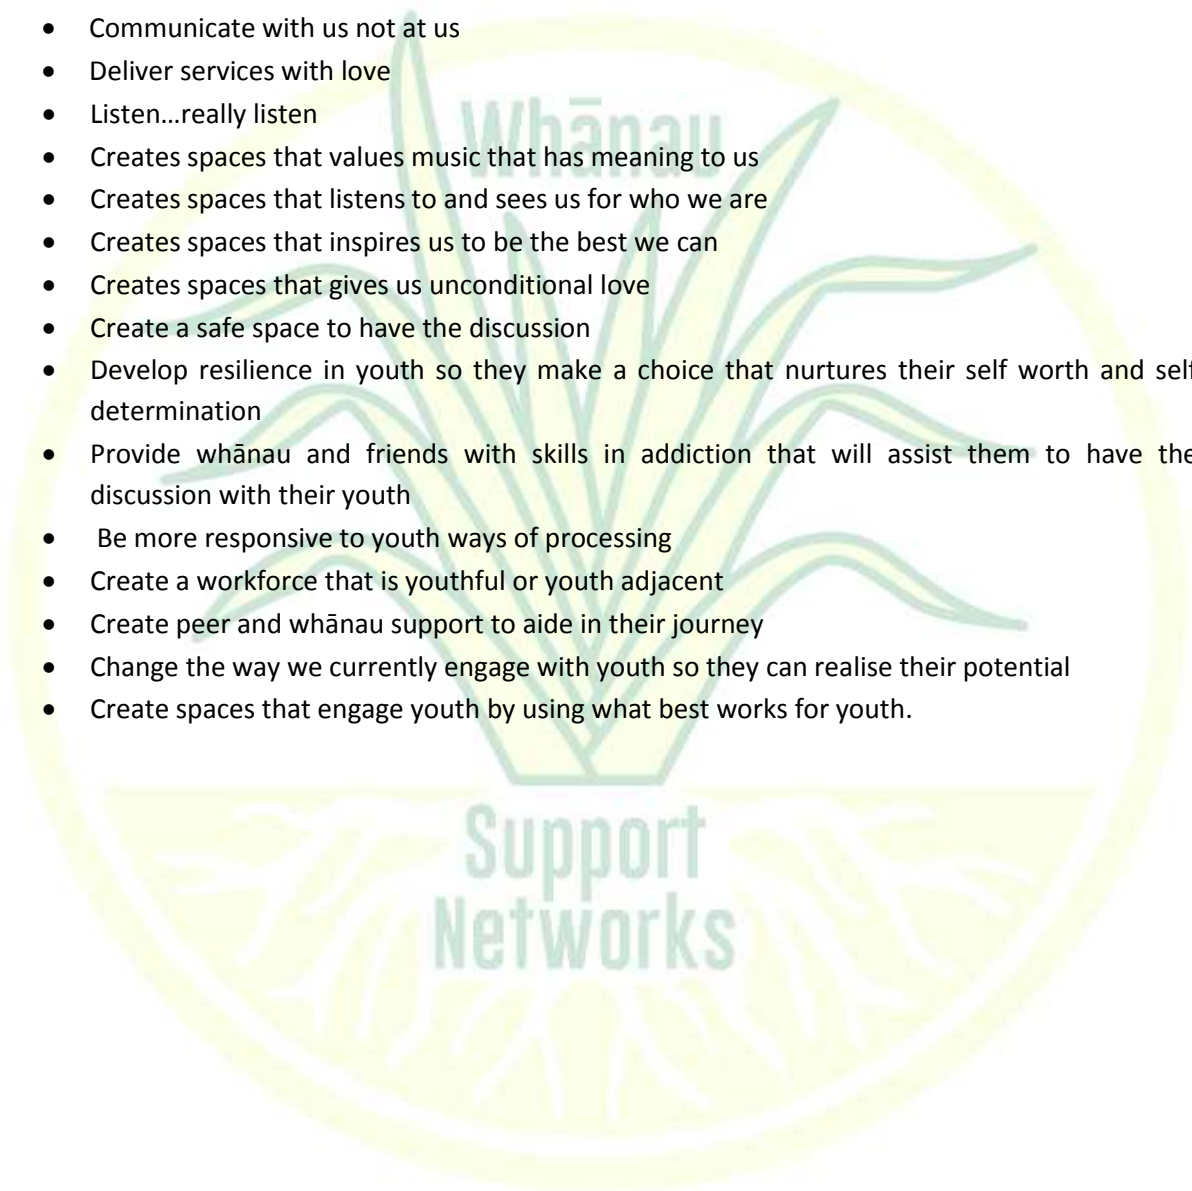 • Communicate with us not at us
• Deliver services with love
• Listen...really listen
Whānau
• Creates spaces that values music that has meaning to us
• Creates spaces that listens to and sees us for who we are
• Creates spaces that inspires us to be the best we can
• Creates spaces that gives us unconditional love
• Create a safe space to have the discussion
• Develop resilience in youth so they make a choice that nurtures their self worth and self
determination
• Provide whānau and friends with skills in addiction that will assist them to have the
discussion with their youth
• Be more responsive to youth ways of processing
• Create a workforce that is youthful or youth adjacent
• Create peer and whānau support to aide in their journey
• Change the way we currently engage with youth so they can realise their potential
• Create spaces that engage youth by using what best works for youth.
Support
Networks